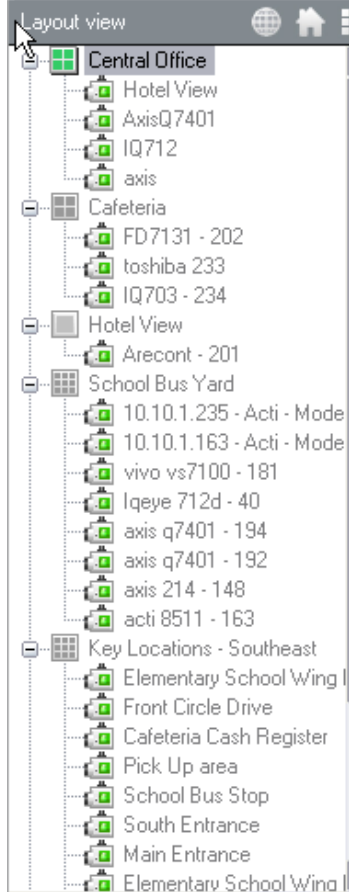 Layout view
Central Office
Hotel View
AxisQ7401
IQ712
axis
Cafeteria
FD7131 - 202
toshiba 233
IQ703 - 234
Hotel View
Arecont - 201
School Bus Yard
10.10.1.235 - Acti - Mode
10.10.1.163 - Acti - Mode
vivo vs7100 - 181
Iqeye 712d - 40
axis q7401 - 194
axis q7401 - 192
axis 214 - 148
acti 8511 - 163
Key Locations - Southeast
Elementary School Wing
Front Circle Drive
Cafeteria Cash Register
Pick Up area
School Bus Stop
South Entrance
Main Entrance
Elementary School Wing